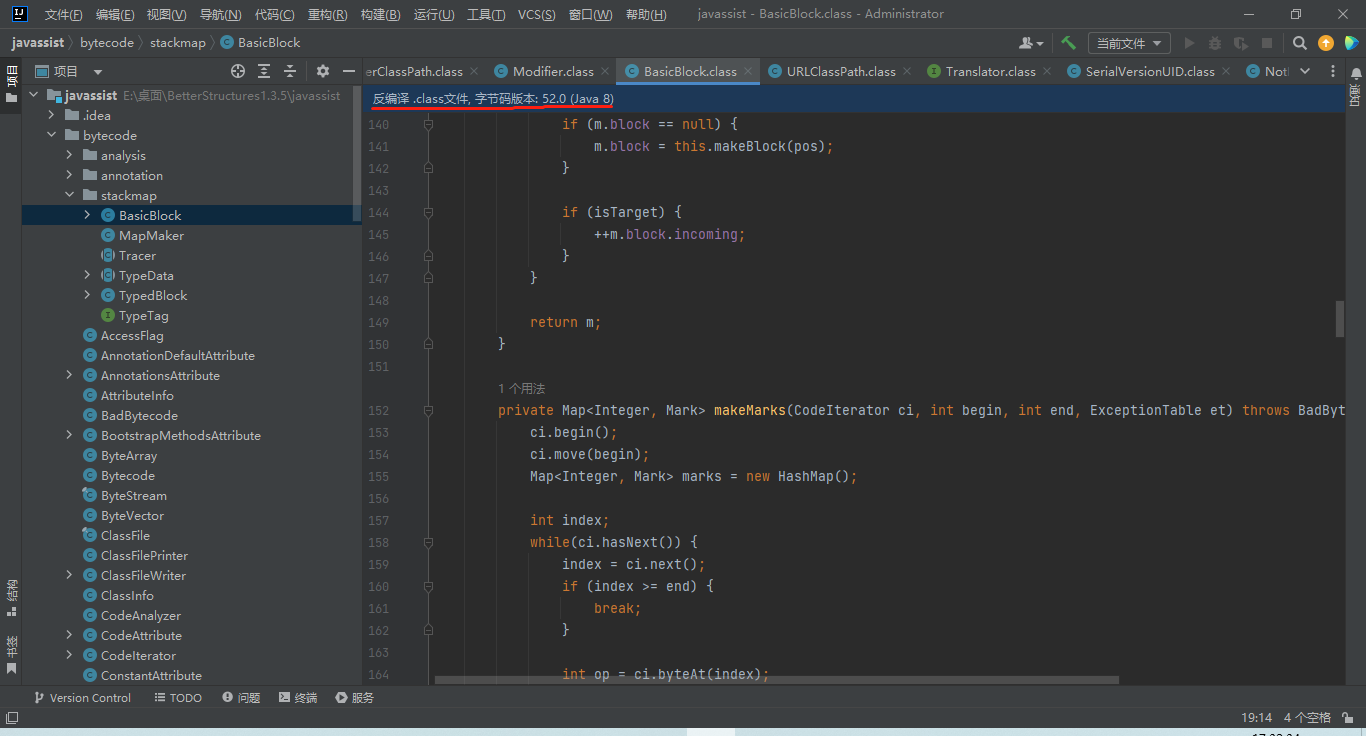 文件(F) 编辑(E) 视图(V) 导航(N) 代码(C) 重构(R) 构建(B) 运行(U) 工具(T) VCS(S) 窗口(W) 帮助(H) javassist - BasicBlock.class - Administrator
javassist bytecode stackmap BasicBlock 当前文件
项目 erClassPath.class Modifier.class BasicBlock.class URLClassPath.class Translator.class SerialVersionUID.class Noti
项目
通知
javassist E:\桌面\BetterStructures1.3.5\javassist
.idea
bytecode
analysis
annotation
stackmap
BasicBlock
MapMaker
Tracer
TypeData
TypedBlock
TypeTag
AccessFlag
AnnotationDefaultAttribute
AnnotationsAttribute
AttributeInfo
BadBytecode
BootstrapMethodsAttribute
ByteArray
Bytecode
ByteStream
ByteVector
ClassFile
ClassFilePrinter
ClassFileWriter
ClassInfo
CodeAnalyzer
CodeAttribute
CodeIterator
ConstantAttribute
结构
书签
反编译 .class文件, 字节码版本: 52.0 (Java 8)
140 if (m.block == null) {
141 m.block = this.makeBlock(pos);
142 }
143
144 if (isTarget) {
145 ++m.block.incoming;
146 }
147 }
148
149 return m;
150 }
151
1 个用法
152 private Map<Integer, Mark> makeMarks(CodeIterator ci, int begin, int end, ExceptionTable et) throws BadByt
153 ci.begin();
154 ci.move(begin);
155 Map<Integer, Mark> marks = new HashMap();
156
157 int index;
158 while(ci.hasNext()) {
159 index = ci.next();
160 if (index >= end) {
161 break;
162 }
163
164 int op = ci.byteAt(index);
Version Control TODO 问题 终端 服务
19:14 4 个空格